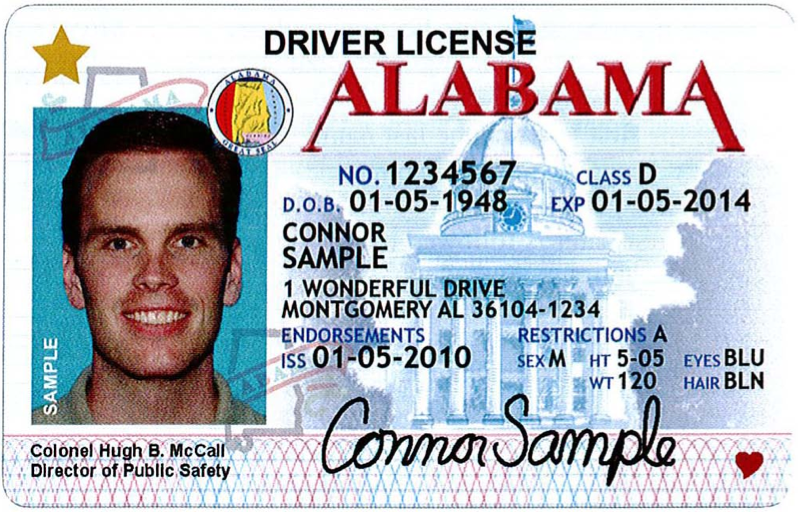 DRIVER LICENSE
ALABAMA
ALABAMA
GREAT SEAL
NO. 1234567 CLASS D
D.O.B. 01-05-1948 EXP 01-05-2014
CONNOR
SAMPLE
1 WONDERFUL DRIVE
MONTGOMERY AL 36104-1234
ENDORSEMENTS RESTRICTIONS A
ISS 01-05-2010 SEX M HT 5-05 EYES BLU
WT 120 HAIR BLN
SAMPLE
Connor Sample
Colonel Hugh B. McCall
Director of Public Safety